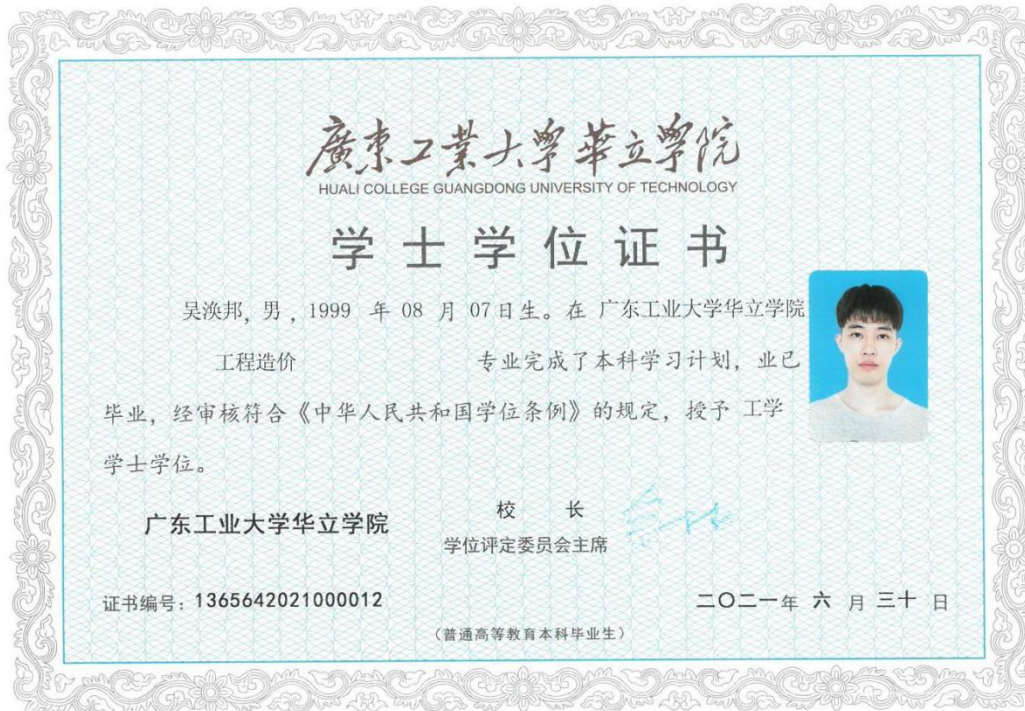 廣東工業大學華立學院
HUALI COLLEGE GUANGDONG UNIVERSITY OF TECHNOLOGY
学士学位证书
吴涣邦, 男, 1999 年 08 月 07日生。在 广东工业大学华立学院
工程造价 专业完成了本科学习计划, 业已
毕业, 经审核符合《中华人民共和国学位条例》的规定, 授予 工学
学士学位。
广东工业大学华立学院
校 长
学位评定委员会主席
证书编号: 1365642021000012
二〇二一年 六 月 三十 日
(普通高等教育本科毕业生)